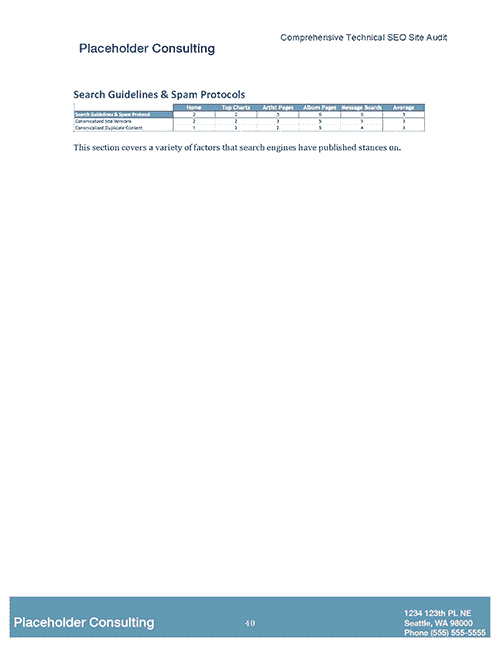 Comprehensive Technical SEO Site Audit
Placeholder Consulting
Search Guidelines & Spam Protocols
Home Top Charts Artist Pages Album Pages Message Boards Average
Search Guidelines & Spam Protocol 2 2 3 5 5 3
Canonicalized Site Versions 2 2 3 5 5 3
Canonicalized Duplicate Content 1 2 2 5 4 3
This section covers a variety of factors that search engines have published stances on.
Placeholder Consulting
40
1234 123th PL NE
Seattle, WA 98000
Phone (555) 555-5555